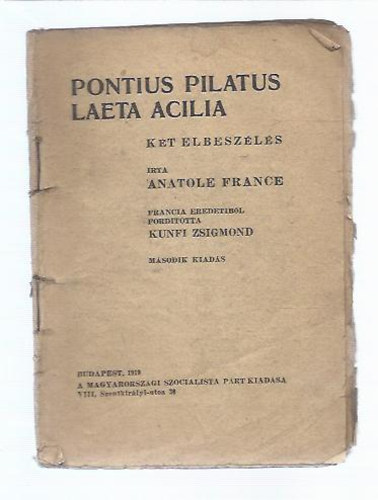 PONTIUS PILATUS
LAETA ACILIA
KÉT ELBESZÉLÉS
IRTA
ANATOLE FRANCE
FRANCIA EREDETIBŐL
FORDITOTTA
KUNFI ZSIGMOND
MÁSODIK KIADÁS
BUDAPEST, 1919
A MAGYARORSZÁGI SZOCIALISTA PÁRT KIADÁSA
VIII, Szentkirályi-utca 28